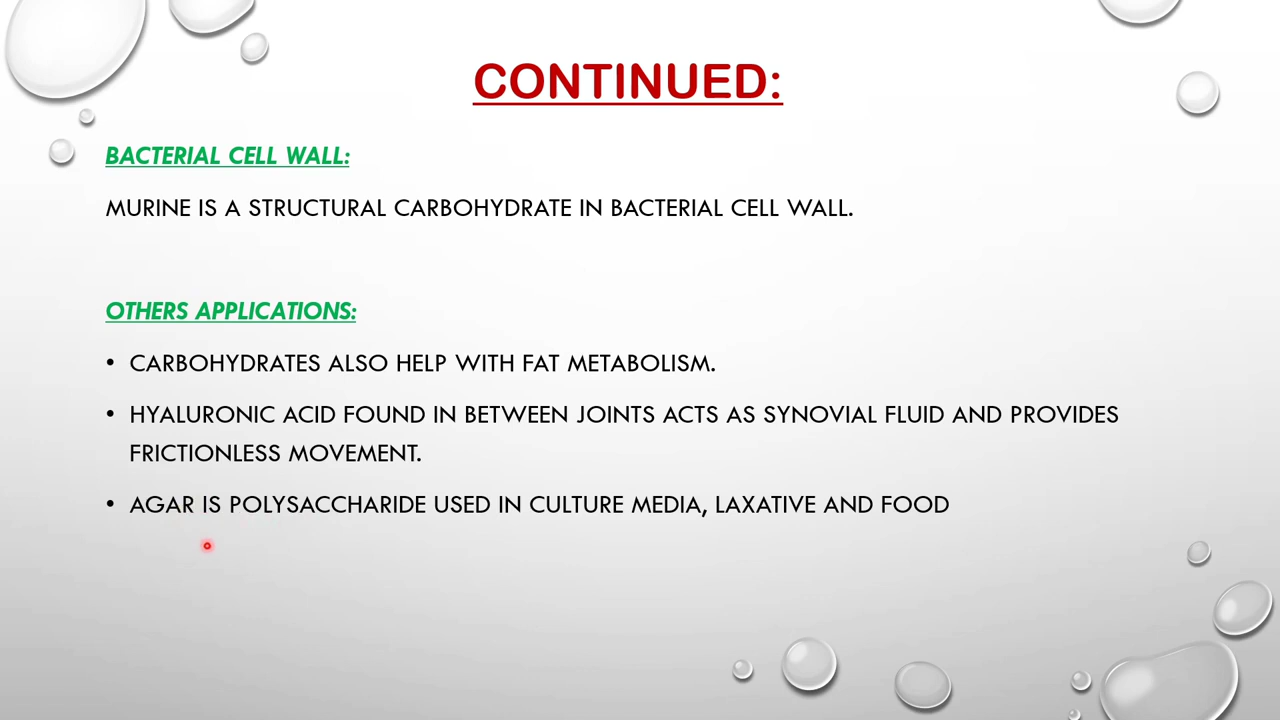 CONTINUED:
BACTERIAL CELL WALL:
MURINE IS A STRUCTURAL CARBOHYDRATE IN BACTERIAL CELL WALL.
OTHERS APPLICATIONS:
• CARBOHYDRATES ALSO HELP WITH FAT METABOLISM.
• HYALURONIC ACID FOUND IN BETWEEN JOINTS ACTS AS SYNOVIAL FLUID AND PROVIDES
FRICTIONLESS MOVEMENT.
• AGAR IS POLYSACCHARIDE USED IN CULTURE MEDIA, LAXATIVE AND FOOD